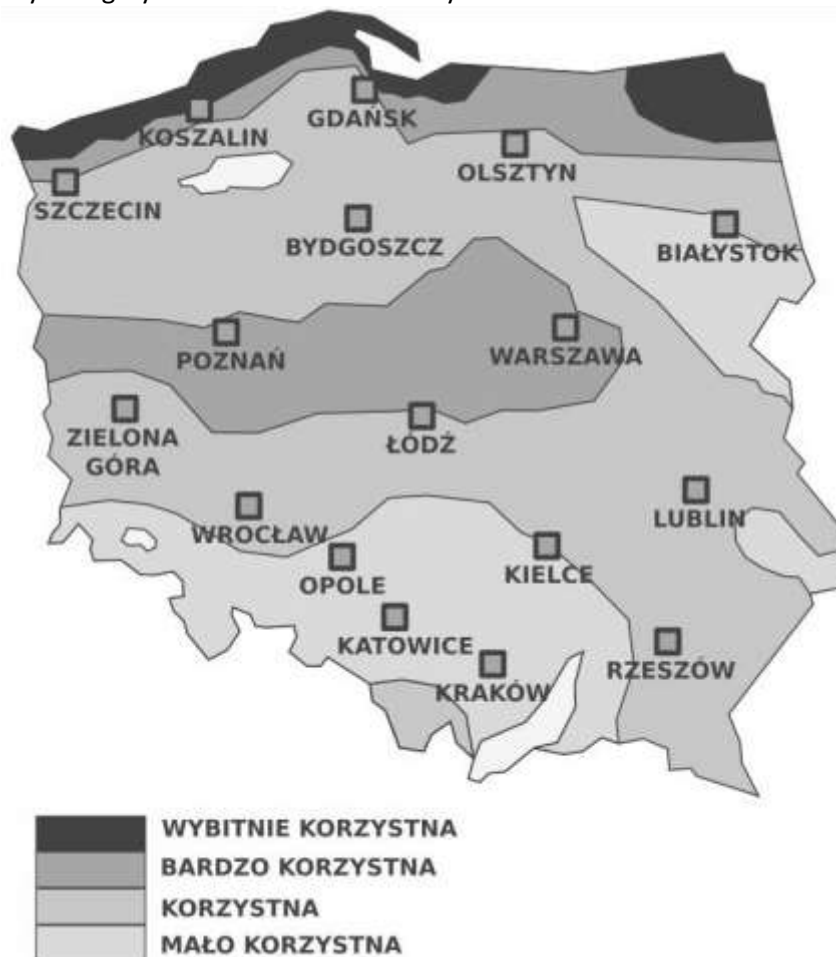 KOSZALIN
GDAŃSK
OLSZTYN
SZCZECIN
BYDGOSZCZ
BIAŁYSTOK
POZNAŃ
WARSZAWA
ZIELONA
GÓRA
ŁÓDŹ
WROCŁAW
LUBLIN
OPOLE
KIELCE
KATOWICE
KRAKÓW
RZESZÓW
WYBITNIE KORZYSTNA
BARDZO KORZYSTNA
KORZYSTNA
MAŁO KORZYSTNA